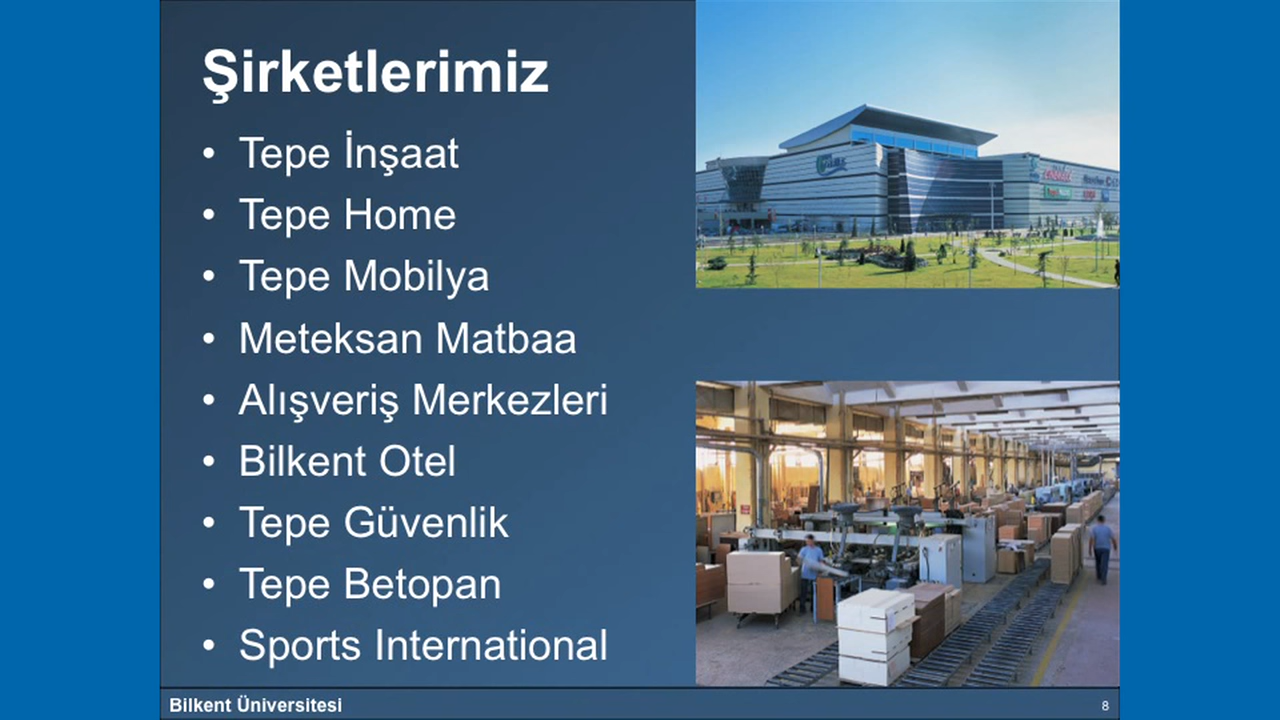 Şirketlerimiz
• Tepe İnşaat
• Tepe Home
• Tepe Mobilya
• Meteksan Matbaa
• Alışveriş Merkezleri
• Bilkent Otel
• Tepe Güvenlik
• Tepe Betopan
• Sports International
Bilkent Üniversitesi
8